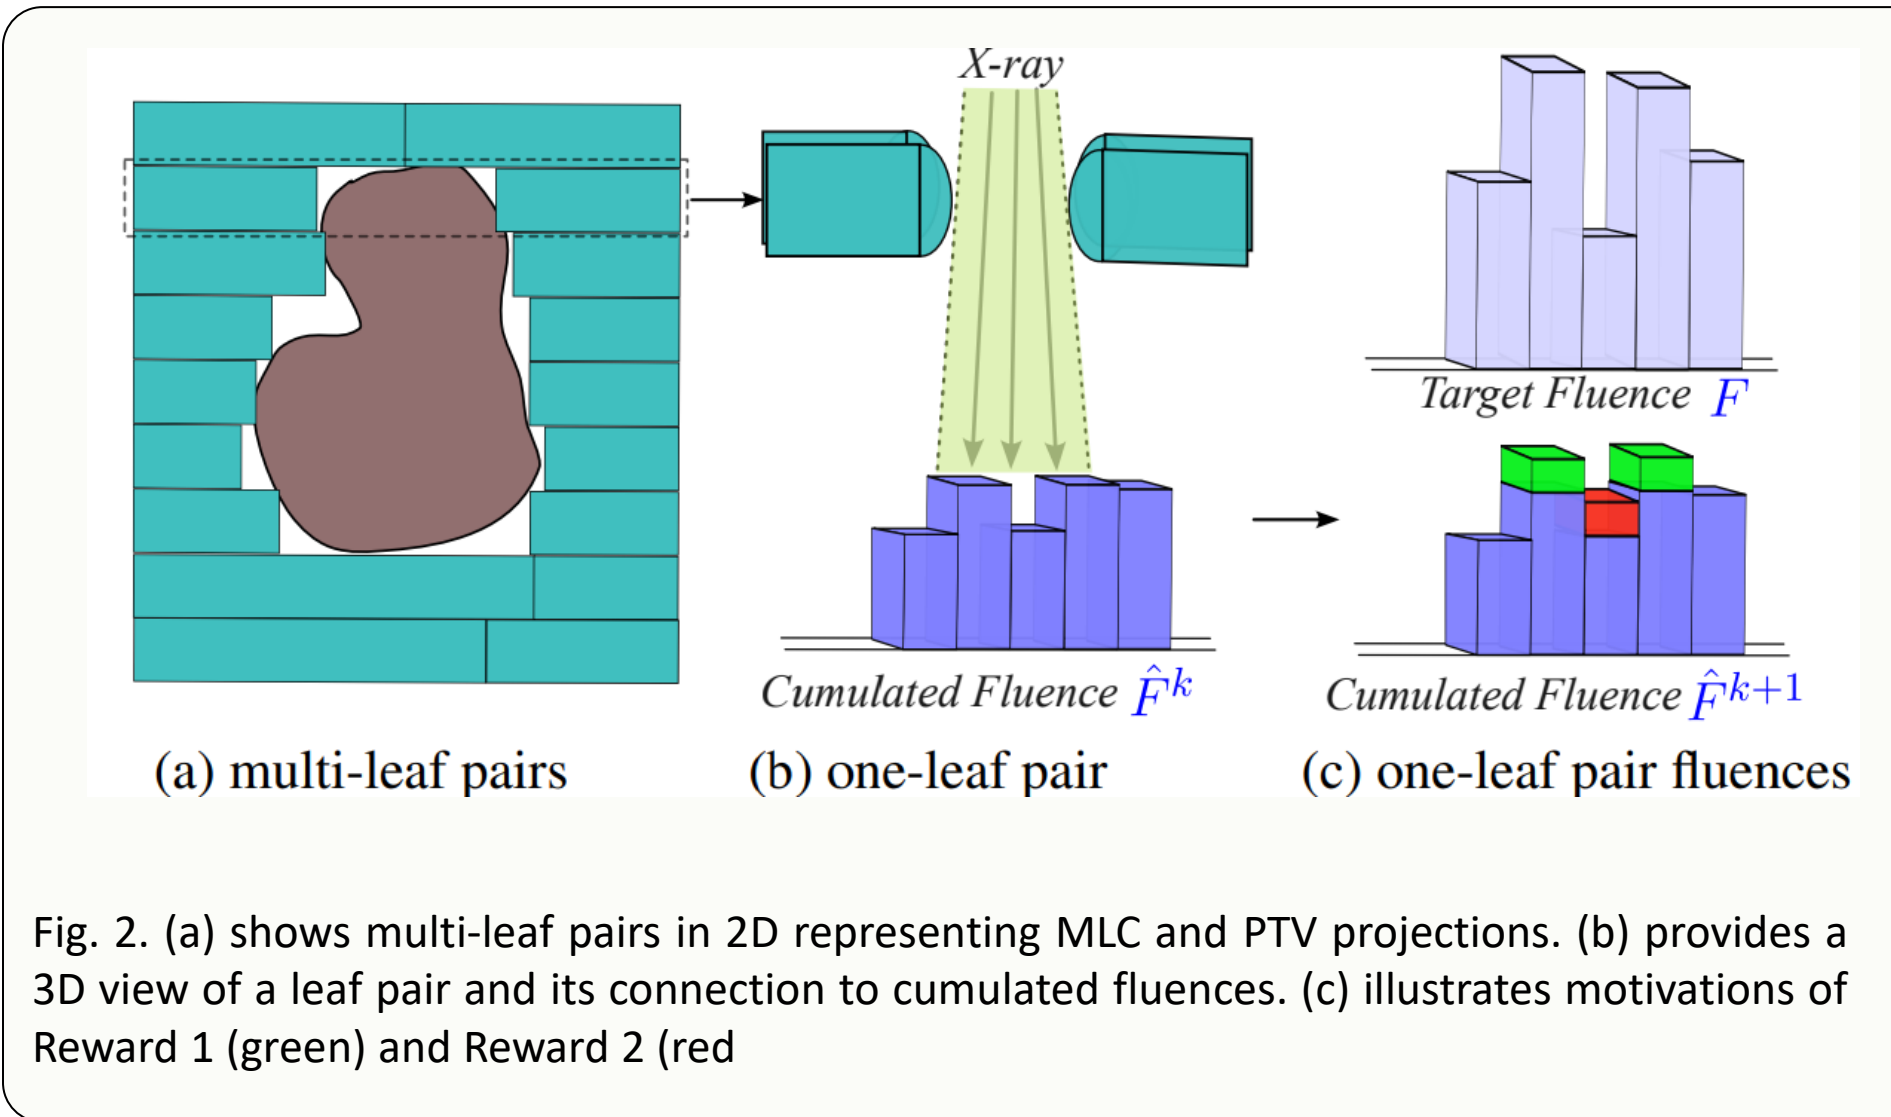 X-ray
Target Fluence F
Cumulated Fluence F̂^k
Cumulated Fluence F̂^{k+1}
(a) multi-leaf pairs
(b) one-leaf pair
(c) one-leaf pair fluences
Fig. 2. (a) shows multi-leaf pairs in 2D representing MLC and PTV projections. (b) provides a
3D view of a leaf pair and its connection to cumulated fluences. (c) illustrates motivations of
Reward 1 (green) and Reward 2 (red